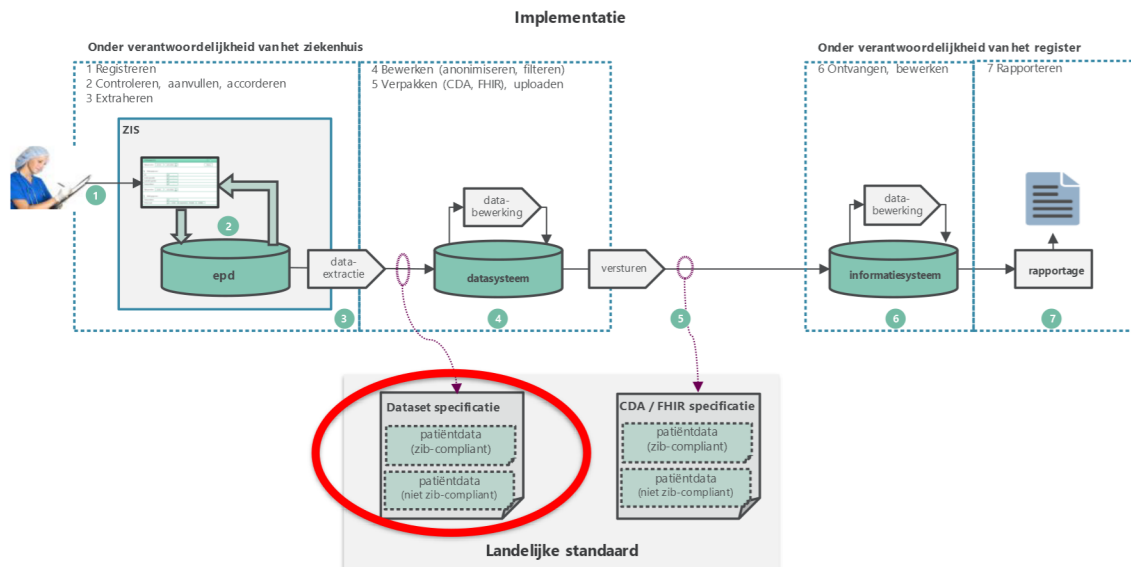 Implementatie
Onder verantwoordelijkheid van het ziekenhuis
Onder verantwoordelijkheid van het register
1 Registreren
2 Controleren, aanvullen, accorderen
3 Extraheren
4 Bewerken (anonimiseren, filteren)
5 Verpakken (CDA, FHIR), uploaden
6 Ontvangen, bewerken
7 Rapporteren
ZIS
1
2
epd
data-
extractie
3
data-
bewerking
datasysteem
4
versturen
5
data-
bewerking
informatiesysteem
6
rapportage
7
Dataset specificatie
patiëntdata
(zib-compliant)
patiëntdata
(niet zib-compliant)
CDA / FHIR specificatie
patiëntdata
(zib-compliant)
patiëntdata
(niet zib-compliant)
Landelijke standaard